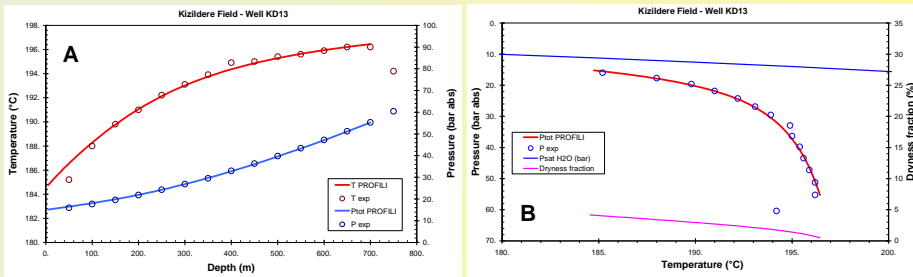 Kizildere Field - Well KD13
A
Temperature (°C)
198.
196.
194.
192.
190.
188.
186.
184.
182.
180.
0. 100. 200. 300. 400. 500. 600. 700. 800.
Depth (m)
Pressure (bar abs)
100.
90.
80.
70.
60.
50.
40.
30.
20.
10.
0.
T PROFILI
T exp
Ptot PROFILI
P exp
Kizildere Field - Well KD13
B
Pressure (bar abs)
0.
10.
20.
30.
40.
50.
60.
70.
180. 185. 190. 195. 200.
Temperature (°C)
Dryness fraction (%)
35
30
25
20
15
10
5
0
Ptot PROFILI
P exp
Psat H2O (bar)
Dryness fraction